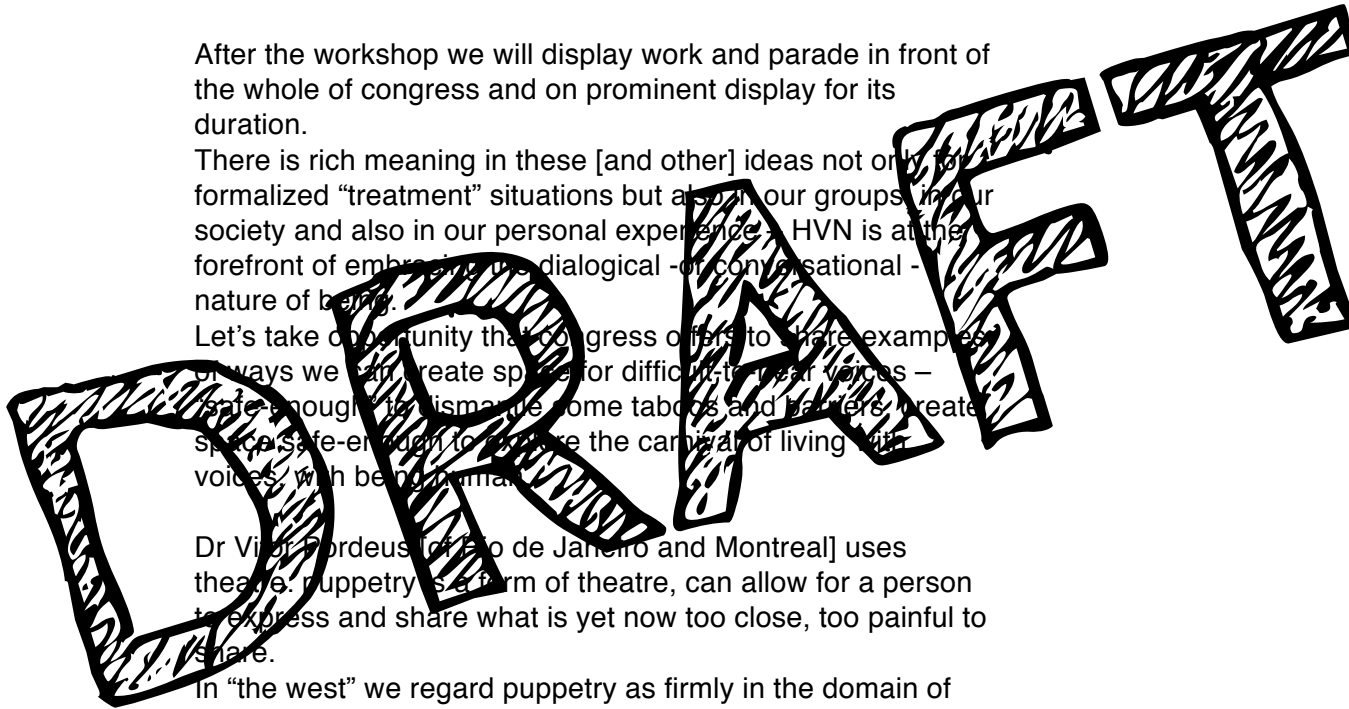 After the workshop we will display work and parade in front of
the whole of congress and on prominent display for its
duration.
There is rich meaning in these [and other] ideas not only for
formalized “treatment” situations but also in our groups, in our
society and also in our personal experience – HVN is at the
forefront of embracing the dialogical -or conversational -
nature of being.
Let’s take opportunity that congress offers to share examples
of ways we can create space for difficult-to-hear voices –
“safe-enough” to dismantle some taboos and barriers, create
space safe-enough to explore the carnival of living with
voices, with being human.
Dr Vitor Pordeus [of Rio de Janeiro and Montreal] uses
theatre. puppetry is a form of theatre, can allow for a person
to express and share what is yet now too close, too painful to
share.
In “the west” we regard puppetry as firmly in the domain of
DRAFT